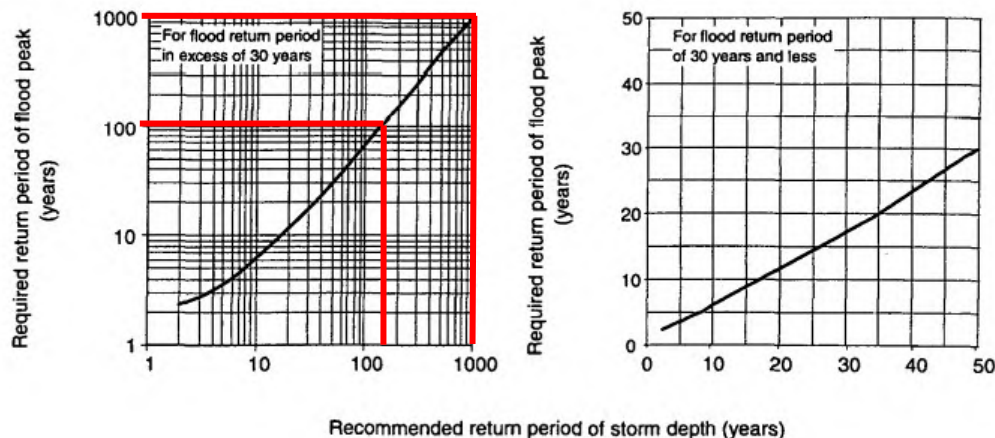 Required return period of flood peak
(years)
1000
100
10
1
For flood return period
in excess of 30 years
1
10
100
1000
Required return period of flood peak
(years)
50
40
30
20
10
0
For flood return period
of 30 years and less
0
10
20
30
40
50
Recommended return period of storm depth (years)